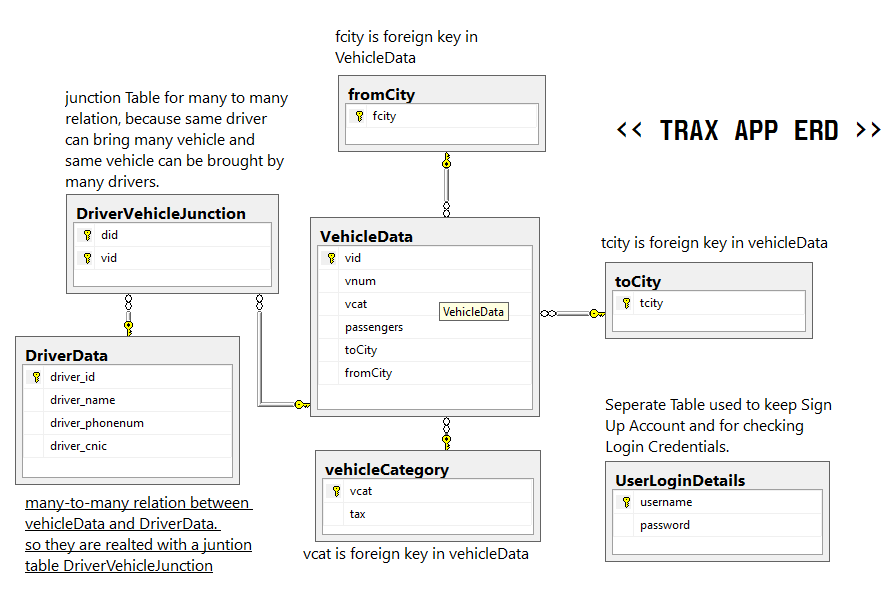 fcity is foreign key in
VehicleData
fromCity
fcity
<< TRAX APP ERD >>
junction Table for many to many
relation, because same driver
can bring many vehicle and
same vehicle can be brought by
many drivers.
DriverVehicleJunction
did
vid
VehicleData
vid
vnum
vcat
passengers
toCity
fromCity
VehicleData
tcity is foreign key in vehicleData
toCity
tcity
DriverData
driver_id
driver_name
driver_phonenum
driver_cnic
many-to-many relation between
vehicleData and DriverData.
so they are realted with a juntion
table DriverVehicleJunction
vehicleCategory
vcat
tax
vcat is foreign key in vehicleData
Seperate Table used to keep Sign
Up Account and for checking
Login Credentials.
UserLoginDetails
username
password